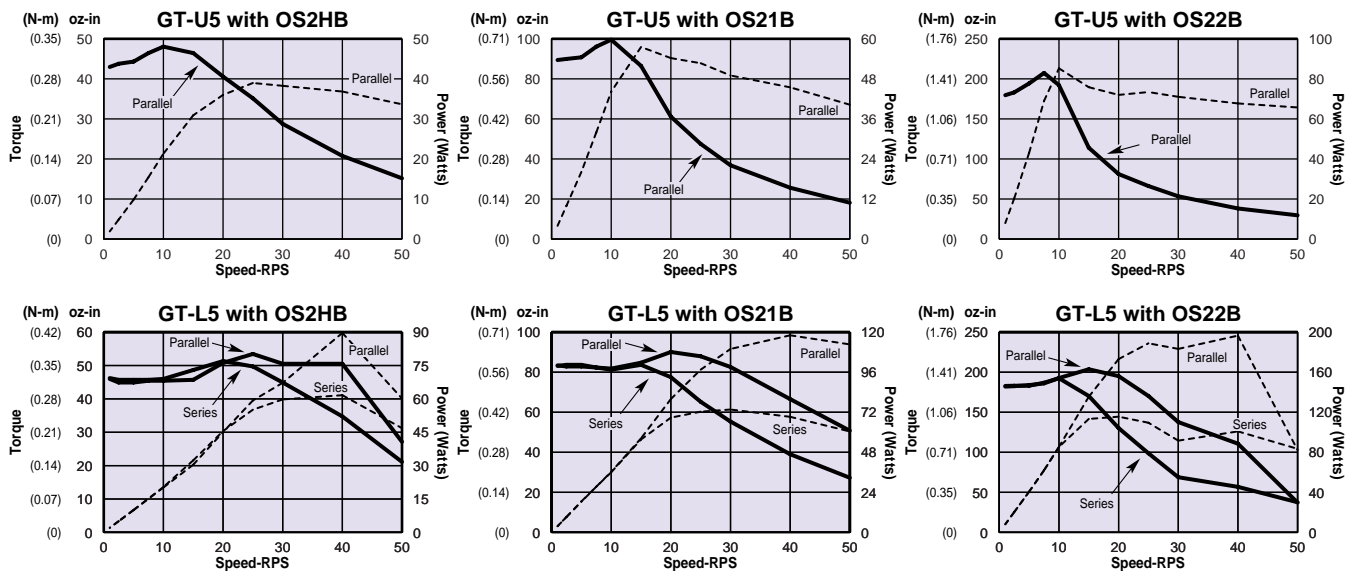 GT-U5 with OS2HB
(N-m) oz-in
(0.35) 50
(0.28) 40
(0.21) 30
(0.14) 20
(0.07) 10
(0) 0
Torque
Parallel
Parallel
50
40
30
20
10
0
Power (Watts)
0 10 20 30 40 50
Speed-RPS
GT-U5 with OS21B
(N-m) oz-in
(0.71) 100
(0.56) 80
(0.42) 60
(0.28) 40
(0.14) 20
(0) 0
Torque
Parallel
Parallel
60
48
36
24
12
0
Power (Watts)
0 10 20 30 40 50
Speed-RPS
GT-U5 with OS22B
(N-m) oz-in
(1.76) 250
(1.41) 200
(1.06) 150
(0.71) 100
(0.35) 50
(0) 0
Torque
Parallel
Parallel
100
80
60
40
20
0
Power (Watts)
0 10 20 30 40 50
Speed-RPS
GT-L5 with OS2HB
(N-m) oz-in
(0.42) 60
(0.35) 50
(0.28) 40
(0.21) 30
(0.14) 20
(0.07) 10
(0) 0
Torque
Parallel
Parallel
Series
Series
90
75
60
45
30
15
0
Power (Watts)
0 10 20 30 40 50
Speed-RPS
GT-L5 with OS21B
(N-m) oz-in
(0.71) 100
(0.56) 80
(0.42) 60
(0.28) 40
(0.14) 20
(0) 0
Torque
Parallel
Parallel
Series
Series
120
96
72
48
24
0
Power (Watts)
0 10 20 30 40 50
Speed-RPS
GT-L5 with OS22B
(N-m) oz-in
(1.76) 250
(1.41) 200
(1.06) 150
(0.71) 100
(0.35) 50
(0) 0
Torque
Parallel
Parallel
Series
Series
200
160
120
80
40
0
Power (Watts)
0 10 20 30 40 50
Speed-RPS